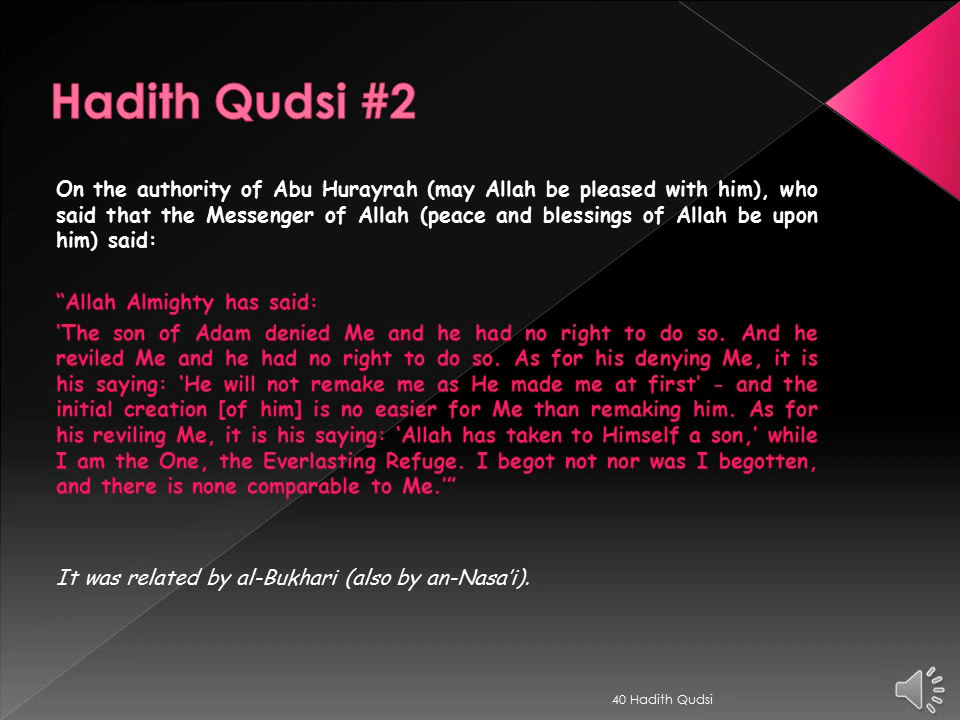 Hadith Qudsi #2
On the authority of Abu Hurayrah (may Allah be pleased with him), who
said that the Messenger of Allah (peace and blessings of Allah be upon
him) said:
“Allah Almighty has said:
‘The son of Adam denied Me and he had no right to do so. And he
reviled Me and he had no right to do so. As for his denying Me, it is
his saying: ‘He will not remake me as He made me at first’ - and the
initial creation [of him] is no easier for Me than remaking him. As for
his reviling Me, it is his saying: ‘Allah has taken to Himself a son,’ while
I am the One, the Everlasting Refuge. I begot not nor was I begotten,
and there is none comparable to Me.’”
It was related by al-Bukhari (also by an-Nasa’i).
40 Hadith Qudsi